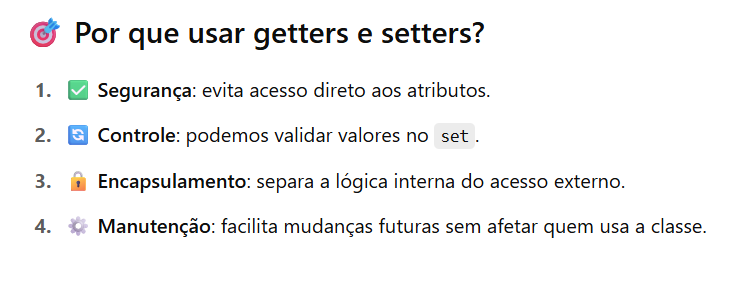 🎯 Por que usar getters e setters?
1. ✅ Segurança: evita acesso direto aos atributos.
2. 🔄 Controle: podemos validar valores no set.
3. 🔒 Encapsulamento: separa a lógica interna do acesso externo.
4. ⚙️ Manutenção: facilita mudanças futuras sem afetar quem usa a classe.